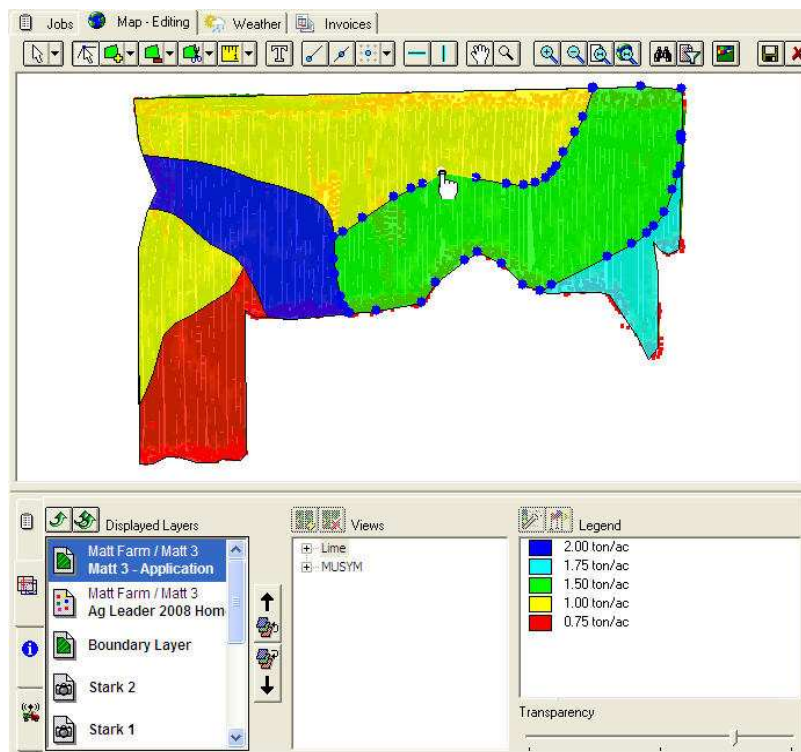 Jobs Map - Editing Weather Invoices
T
Displayed Layers
Matt Farm / Matt 3
Matt 3 - Application
Matt Farm / Matt 3
Ag Leader 2008 Hom
Boundary Layer
Stark 2
Stark 1
Views
Lime
MUSYM
Legend
2.00 ton/ac
1.75 ton/ac
1.50 ton/ac
1.00 ton/ac
0.75 ton/ac
Transparency